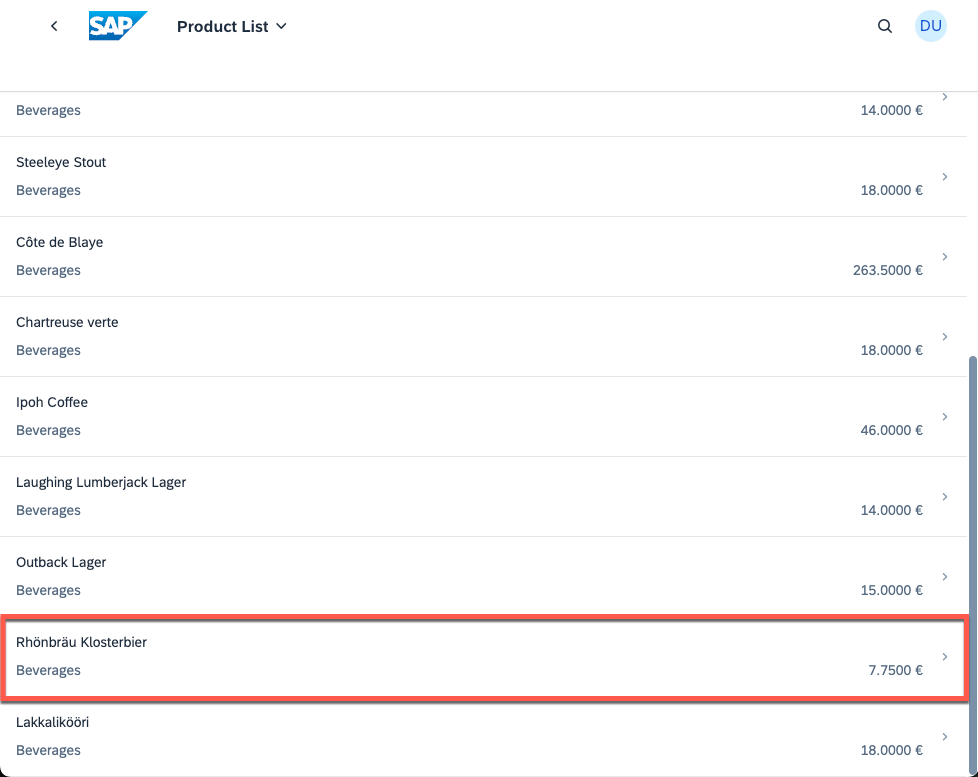 SAP
Product List
DU
Beverages
14.0000 €
Steeleye Stout
Beverages
18.0000 €
Côte de Blaye
Beverages
263.5000 €
Chartreuse verte
Beverages
18.0000 €
Ipoh Coffee
Beverages
46.0000 €
Laughing Lumberjack Lager
Beverages
14.0000 €
Outback Lager
Beverages
15.0000 €
Rhönbräu Klosterbier
Beverages
7.7500 €
Lakkalikööri
Beverages
18.0000 €